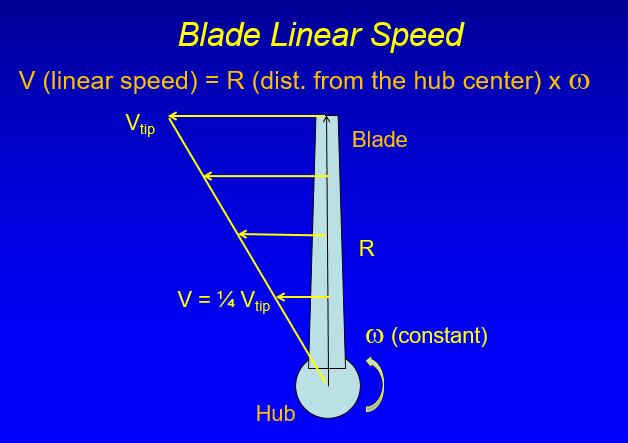 Blade Linear Speed
V (linear speed) = R (dist. from the hub center) x ω
Vtip
Blade
R
V = ¼ Vtip
ω (constant)
Hub